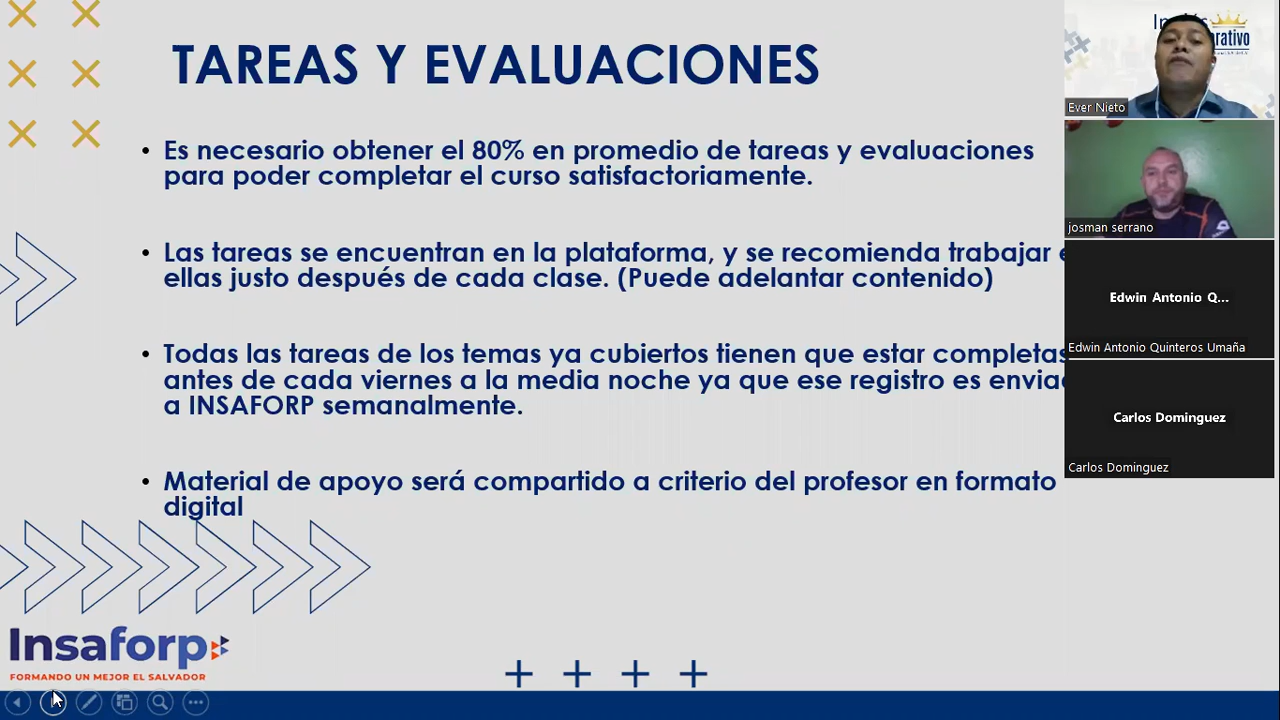 TAREAS Y EVALUACIONES
• Es necesario obtener el 80% en promedio de tareas y evaluaciones
para poder completar el curso satisfactoriamente.
• Las tareas se encuentran en la plataforma, y se recomienda trabajar
ellas justo después de cada clase. (Puede adelantar contenido)
• Todas las tareas de los temas ya cubiertos tienen que estar completas
antes de cada viernes a la media noche ya que ese registro es
a INSAFORP semanalmente.
• Material de apoyo será compartido a criterio del profesor en formato
digital
Insaforp
FORMANDO UN MEJOR EL SALVADOR
Ever Nieto
josman serrano
Edwin Antonio Q...
Edwin Antonio Quinteros Umaña
Carlos Dominguez
Carlos Dominguez